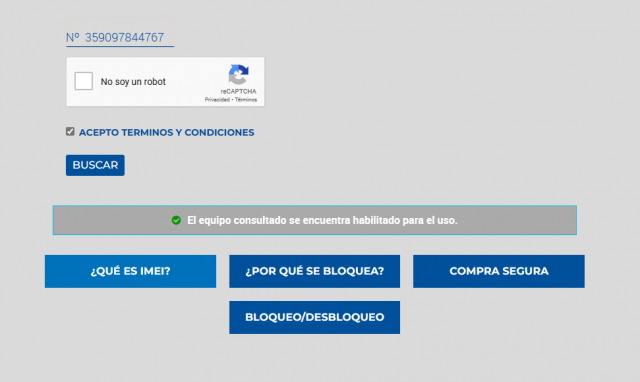 Nº 359097844767
No soy un robot
reCAPTCHA
Privacidad - Términos
ACEPTO TERMINOS Y CONDICIONES
BUSCAR
El equipo consultado se encuentra habilitado para el uso.
¿QUÉ ES IMEI?
¿POR QUÉ SE BLOQUEA?
COMPRA SEGURA
BLOQUEO/DESBLOQUEO